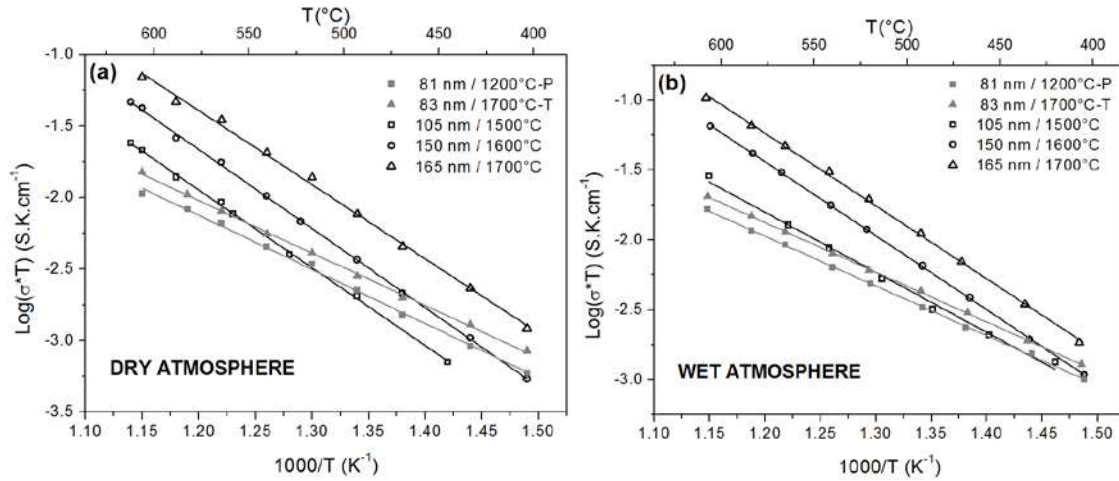 T(°C)
600 550 500 450 400
(a)
81 nm / 1200°C-P
83 nm / 1700°C-T
105 nm / 1500°C
150 nm / 1600°C
165 nm / 1700°C
-1.0
-1.5
-2.0
-2.5
-3.0
-3.5
Log(σ*T) (S.K.cm⁻¹)
DRY ATMOSPHERE
1.10 1.15 1.20 1.25 1.30 1.35 1.40 1.45 1.50
1000/T (K⁻¹)
T(°C)
600 550 500 450 400
(b)
81 nm / 1200°C-P
83 nm / 1700°C-T
105 nm / 1500°C
150 nm / 1600°C
165 nm / 1700°C
-1.0
-1.5
-2.0
-2.5
-3.0
Log(σ*T) (S.K.cm⁻¹)
WET ATMOSPHERE
1.10 1.15 1.20 1.25 1.30 1.35 1.40 1.45 1.50
1000/T (K⁻¹)